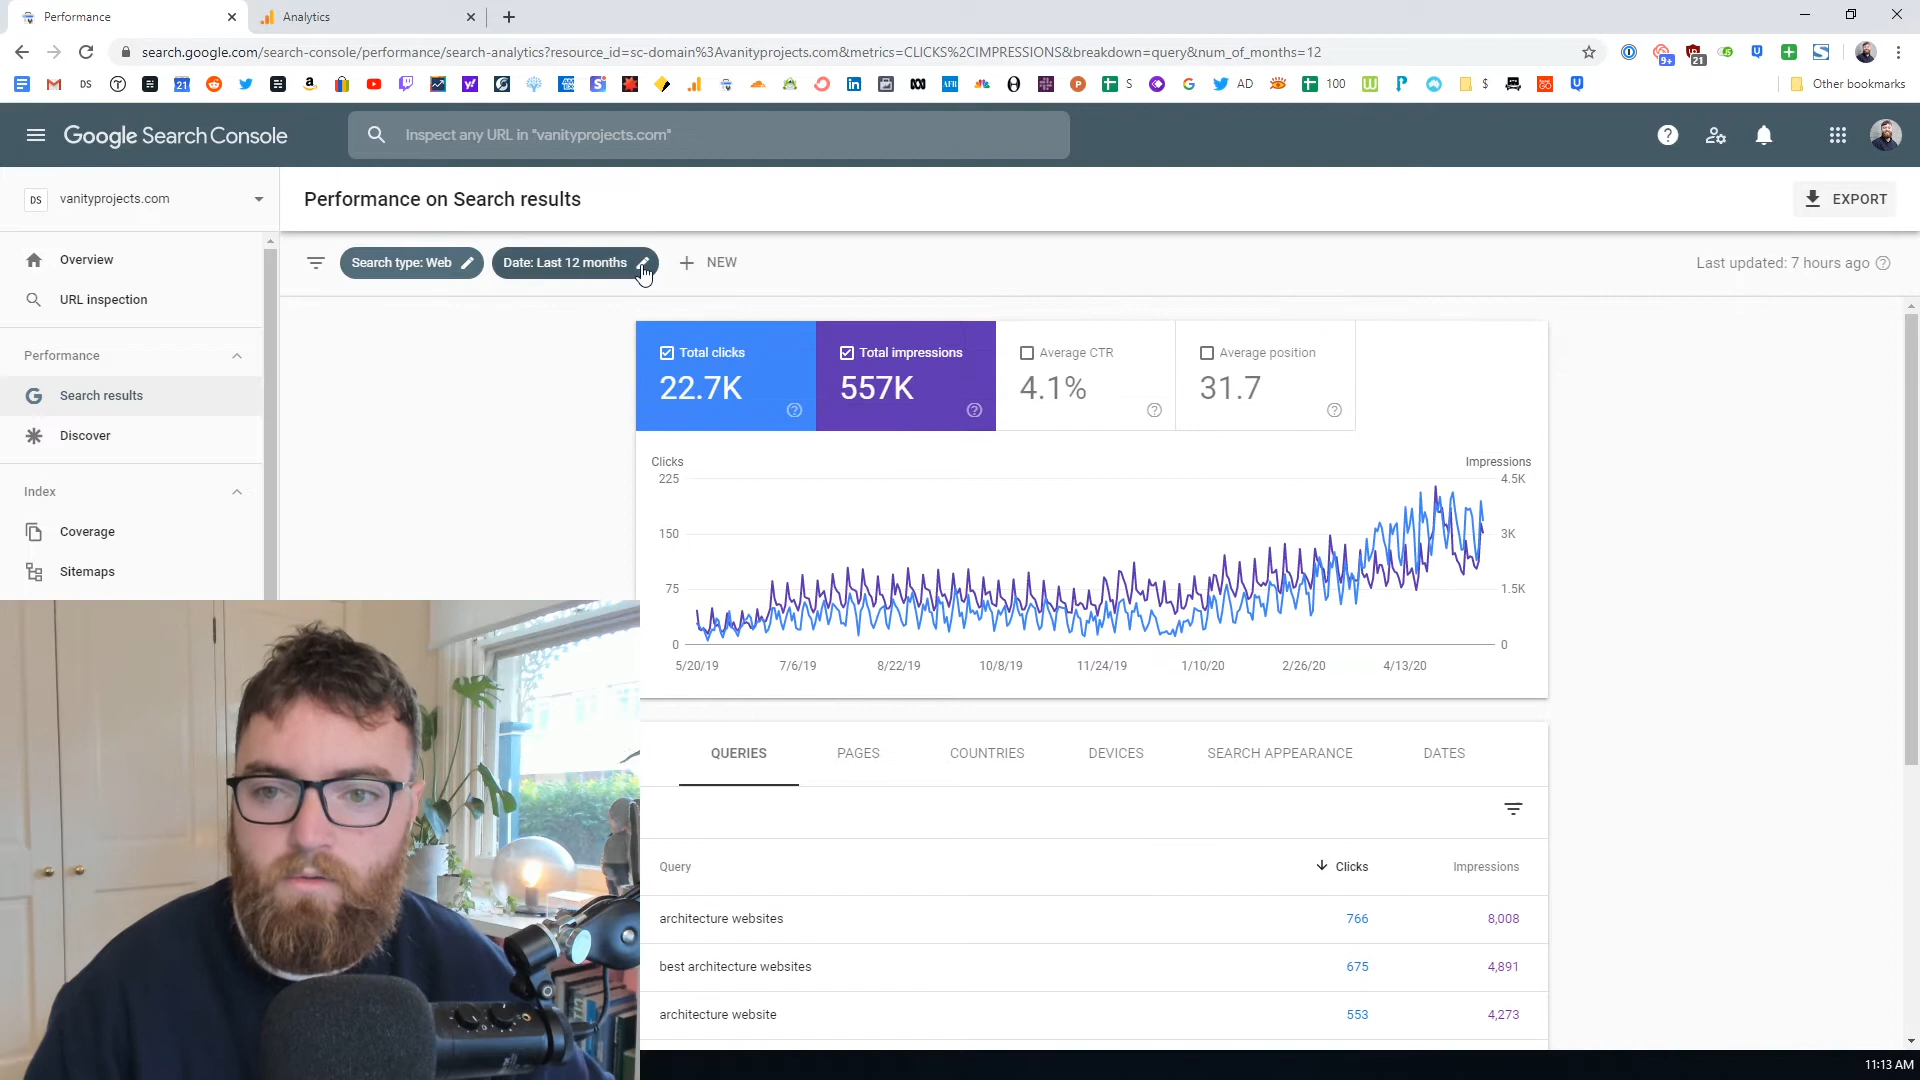 Performance
Analytics
search.google.com/search-console/performance/search-analytics?resource_id=sc-domain%3Avanityprojects.com&metrics=CLICKS%2CIMPRESSIONS&breakdown=query&num_of_months=12
9+
21
DS
21
S
AD
100
$
Other bookmarks
Google Search Console
Inspect any URL in "vanityprojects.com"
DS
vanityprojects.com
Performance on Search results
EXPORT
Overview
Search type: Web
Date: Last 12 months
NEW
Last updated: 7 hours ago
URL inspection
Performance
Search results
Discover
Index
Coverage
Sitemaps
Total clicks
22.7K
Total impressions
557K
Average CTR
4.1%
Average position
31.7
Clicks
Impressions
225
4.5K
150
3K
75
1.5K
0
0
5/20/19
7/6/19
8/22/19
10/8/19
11/24/19
1/10/20
2/26/20
4/13/20
QUERIES
PAGES
COUNTRIES
DEVICES
SEARCH APPEARANCE
DATES
Query
Clicks
Impressions
architecture websites
766
8,008
best architecture websites
675
4,891
architecture website
553
4,273
11:13 AM